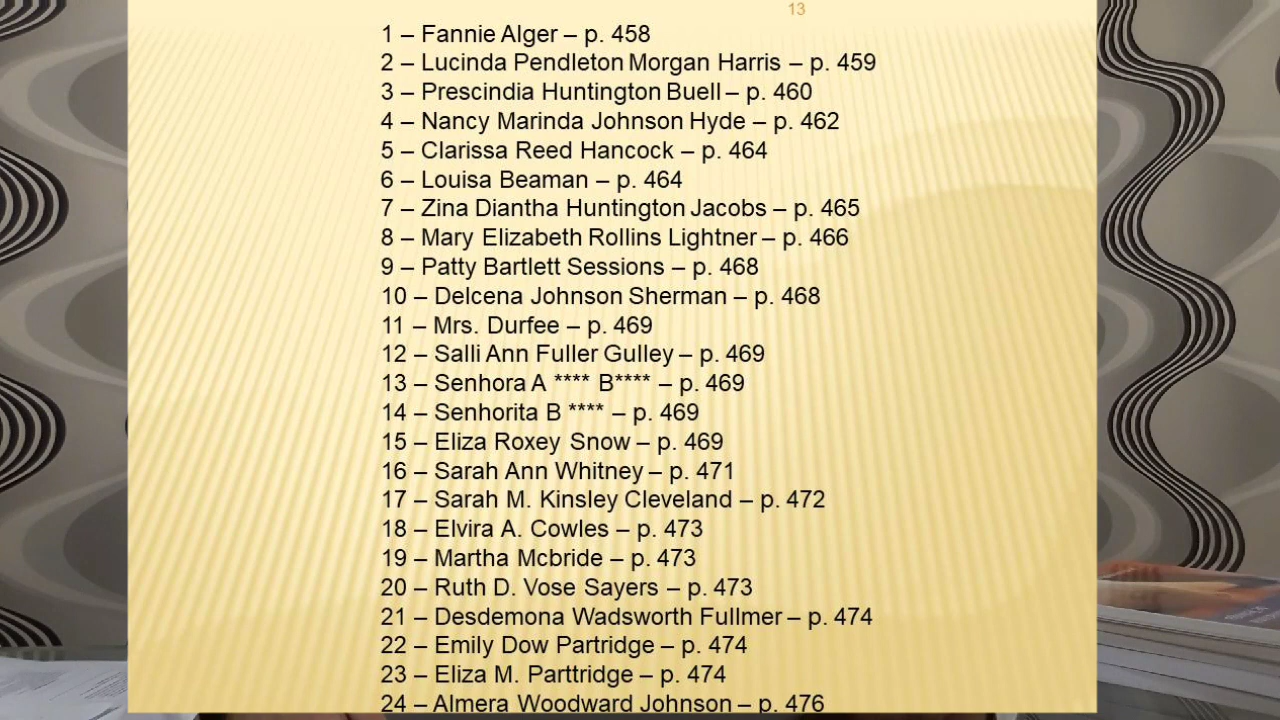 13
1 – Fannie Alger – p. 458
2 – Lucinda Pendleton Morgan Harris – p. 459
3 – Prescindia Huntington Buell – p. 460
4 – Nancy Marinda Johnson Hyde – p. 462
5 – Clarissa Reed Hancock – p. 464
6 – Louisa Beaman – p. 464
7 – Zina Diantha Huntington Jacobs – p. 465
8 – Mary Elizabeth Rollins Lightner – p. 466
9 – Patty Bartlett Sessions – p. 468
10 – Delcena Johnson Sherman – p. 468
11 – Mrs. Durfee – p. 469
12 – Salli Ann Fuller Gulley – p. 469
13 – Senhora A **** B**** – p. 469
14 – Senhorita B **** – p. 469
15 – Eliza Roxey Snow – p. 469
16 – Sarah Ann Whitney – p. 471
17 – Sarah M. Kinsley Cleveland – p. 472
18 – Elvira A. Cowles – p. 473
19 – Martha Mcbride – p. 473
20 – Ruth D. Vose Sayers – p. 473
21 – Desdemona Wadsworth Fullmer – p. 474
22 – Emily Dow Partridge – p. 474
23 – Eliza M. Parttridge – p. 474
24 – Almera Woodward Johnson – p. 476